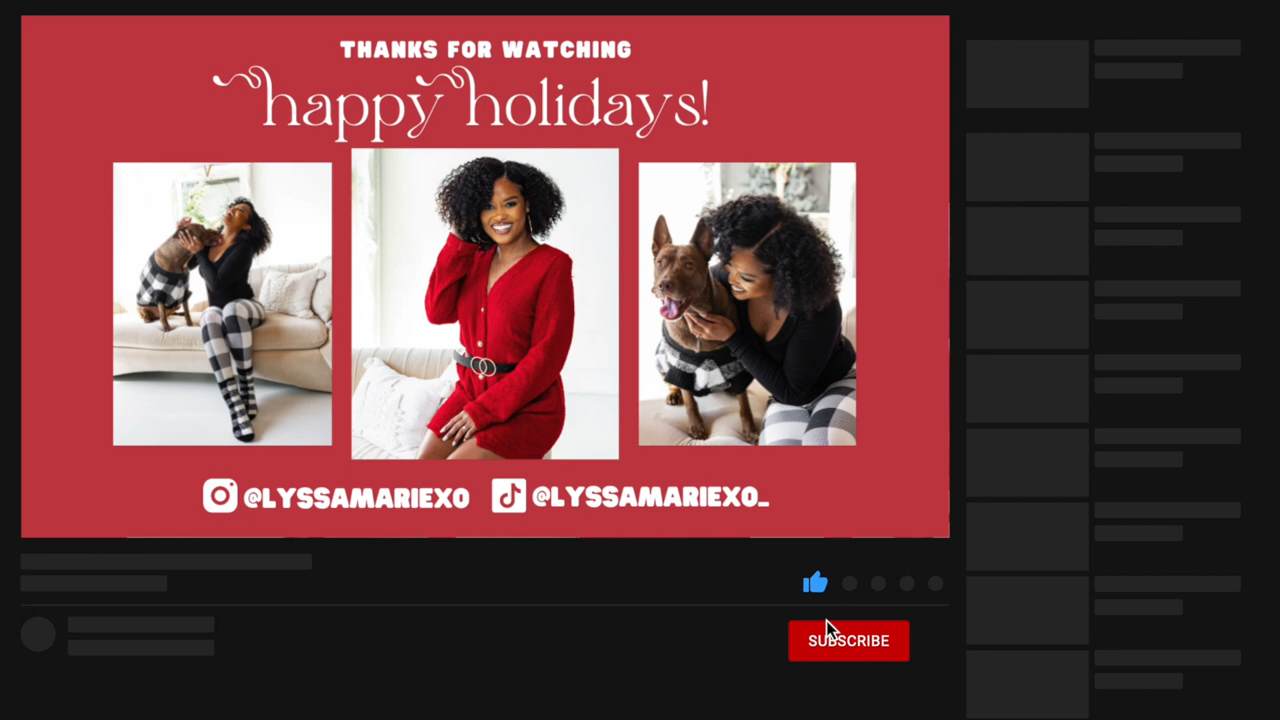 THANKS FOR WATCHING
happy holidays!
@LYSSAMARIEXO @LYSSAMARIEXO_
SUBSCRIBE